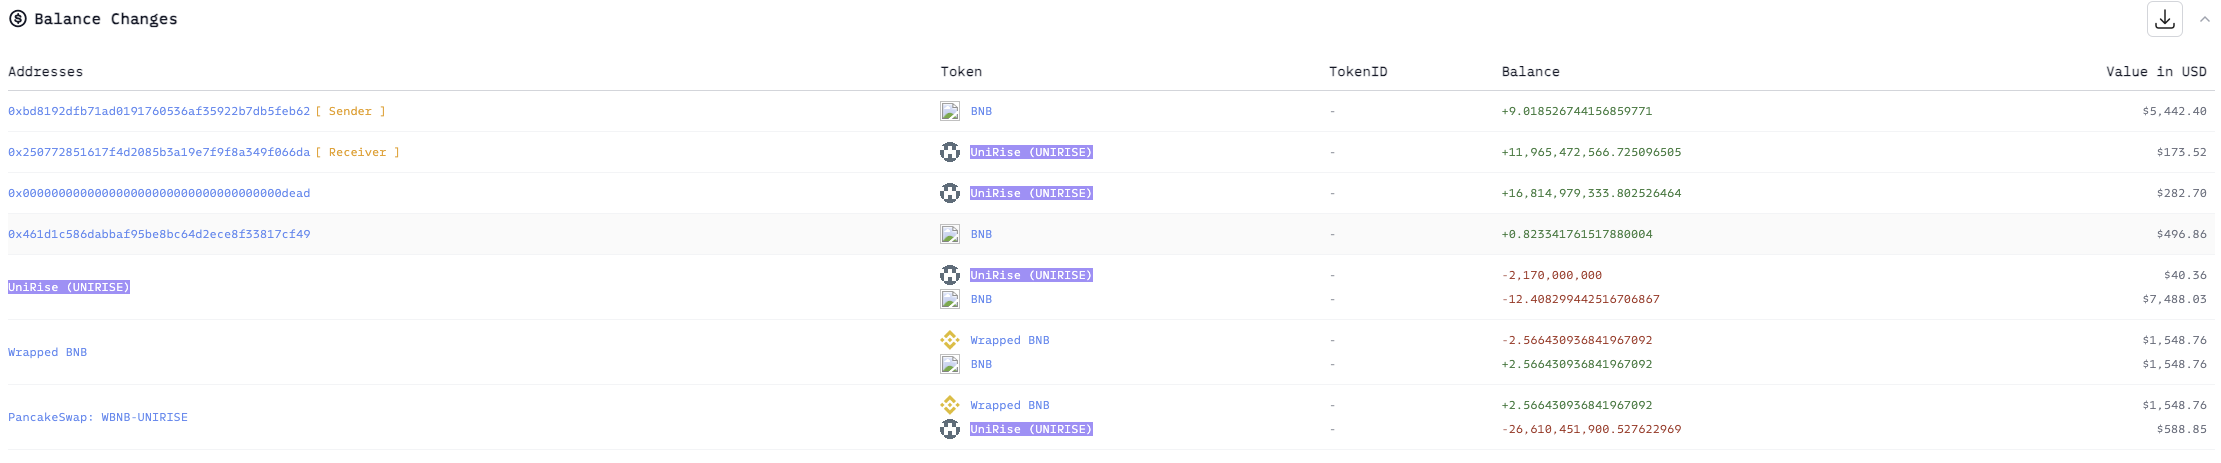 Balance Changes
Addresses Token TokenID Balance Value in USD
0xbd8192dfb71ad0191760536af35922b7db5feb62 [ Sender ] BNB - +9.018526744156859771 $5,442.40
0x250772851617f4d2085b3a19e7f9f8a349f066da [ Receiver ] UniRise (UNIRISE) - +11,965,472,566.725096505 $173.52
0x000000000000000000000000000000000000dead UniRise (UNIRISE) - +16,814,979,333.802526464 $282.70
0x461d1c586dabbaf95be8bc64d2ece8f33817cf49 BNB - +0.823341761517880004 $496.86
UniRise (UNIRISE) UniRise (UNIRISE) - -2,170,000,000 $40.36
BNB - -12.408299442516706867 $7,488.03
Wrapped BNB Wrapped BNB - -2.566430936841967092 $1,548.76
BNB - +2.566430936841967092 $1,548.76
PancakeSwap: WBNB-UNIRISE Wrapped BNB - +2.566430936841967092 $1,548.76
UniRise (UNIRISE) - -26,610,451,900.527622969 $588.85